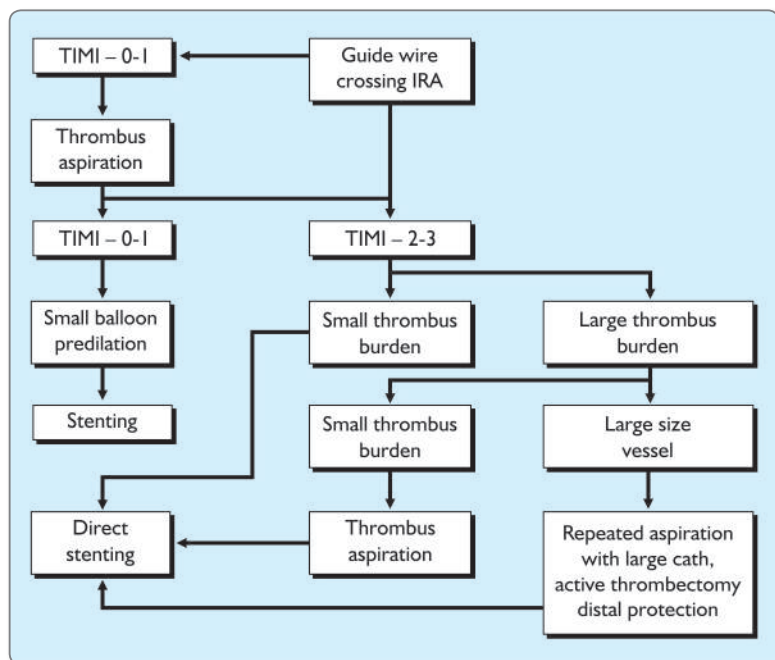 TIMI – 0-1
Guide wire
crossing IRA
Thrombus
aspiration
TIMI – 0-1
TIMI – 2-3
Small balloon
predilation
Small thrombus
burden
Large thrombus
burden
Stenting
Small thrombus
burden
Large size
vessel
Direct
stenting
Thrombus
aspiration
Repeated aspiration
with large cath,
active thrombectomy
distal protection